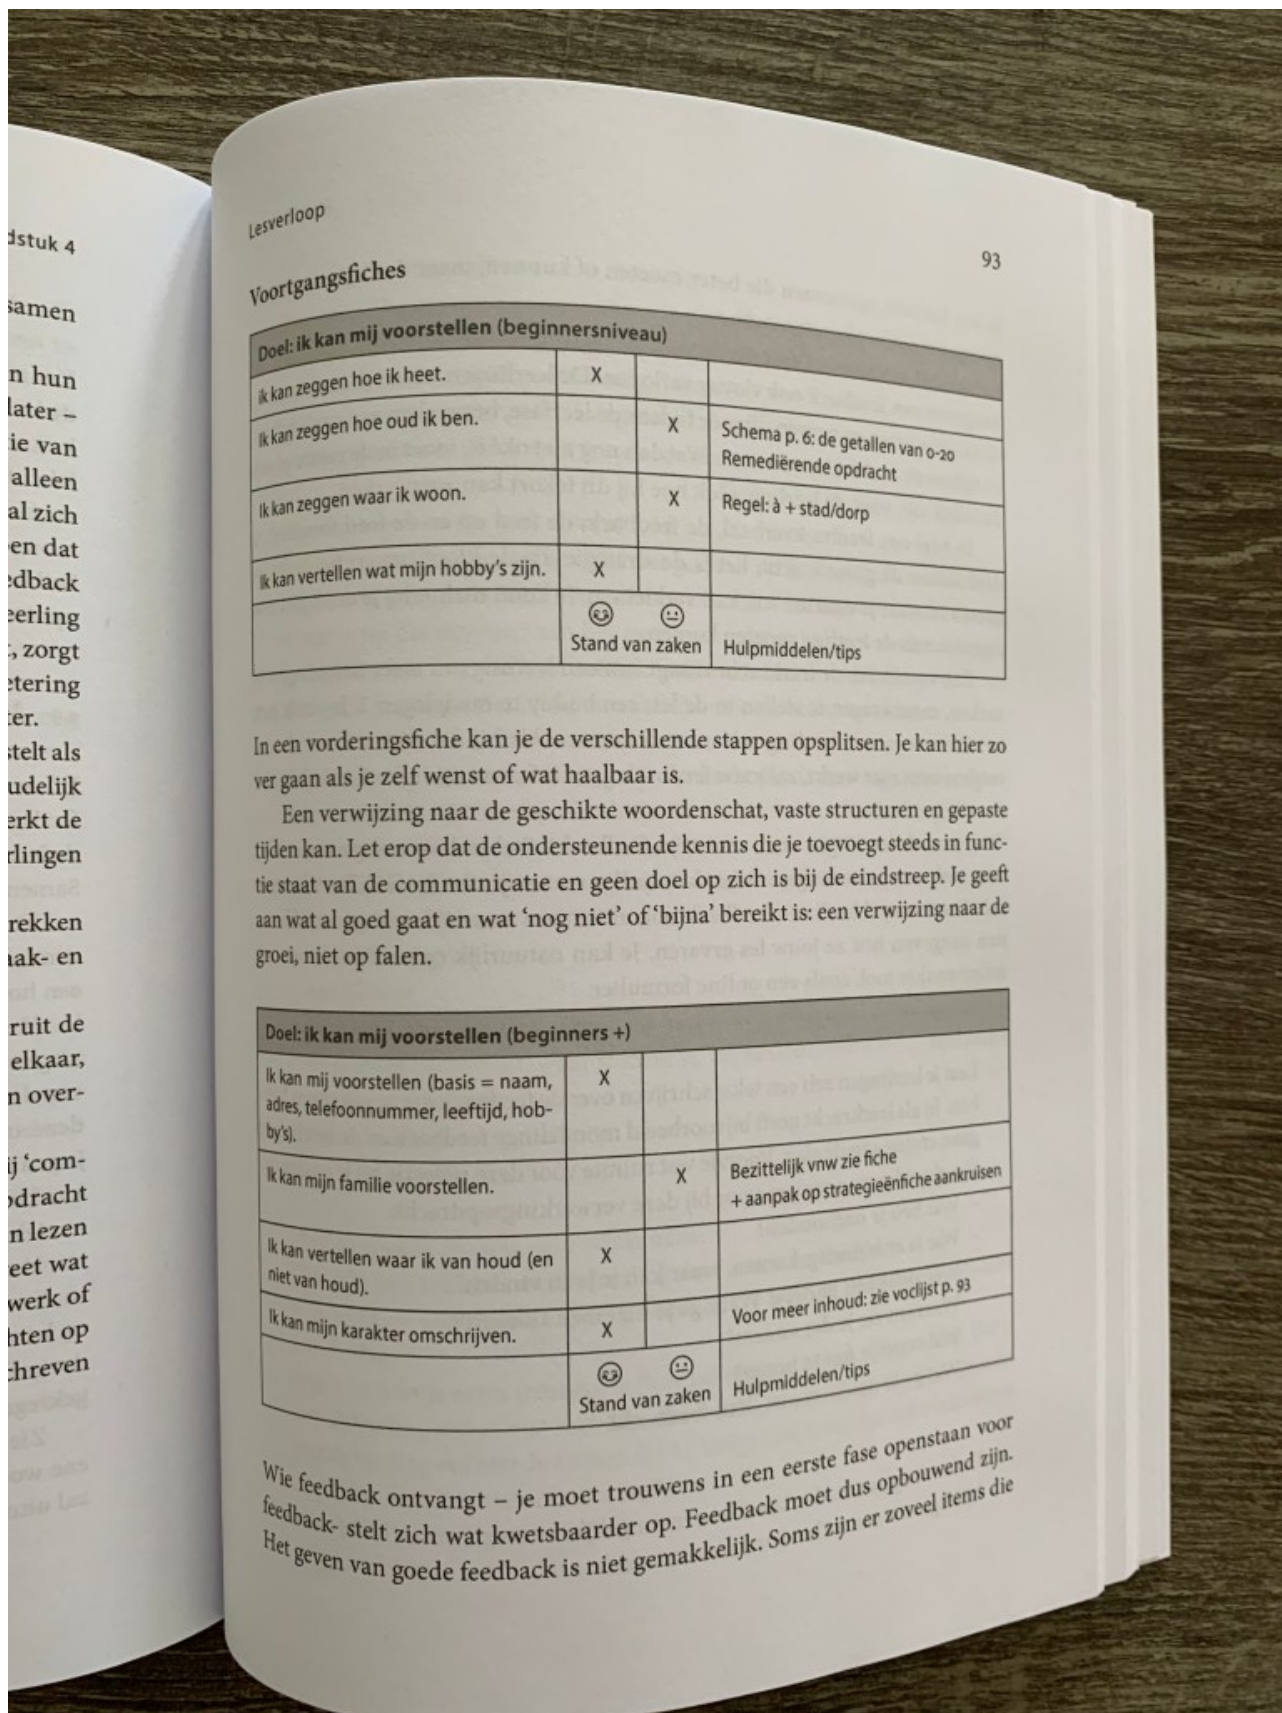 dstuk 4
samen
n hun
later –
ie van
alleen
al zich
en dat
edback
eerling
, zorgt
etering
ter.
stelt als
udelijk
erkt de
rlingen
rekken
aak- en
ruit de
elkaar,
n over-
ij ‘com-
pdracht
n lezen
eet wat
werk of
hten op
chreven
Lesverloop
93
Voortgangsfiches
Doel: ik kan mij voorstellen (beginnersniveau)
Ik kan zeggen hoe ik heet. X
Ik kan zeggen hoe oud ik ben. X Schema p. 6: de getallen van 0-20
Remediërende opdracht
Ik kan zeggen waar ik woon. X Regel: à + stad/dorp
Ik kan vertellen wat mijn hobby’s zijn. X
Stand van zaken Hulpmiddelen/tips
In een vorderingsfiche kan je de verschillende stappen opsplitsen. Je kan hier zo
ver gaan als je zelf wenst of wat haalbaar is.
Een verwijzing naar de geschikte woordenschat, vaste structuren en gepaste
tijden kan. Let erop dat de ondersteunende kennis die je toevoegt steeds in func-
tie staat van de communicatie en geen doel op zich is bij de eindstreep. Je geeft
aan wat al goed gaat en wat ‘nog niet’ of ‘bijna’ bereikt is: een verwijzing naar de
groei, niet op falen.
Doel: ik kan mij voorstellen (beginners +)
Ik kan mij voorstellen (basis = naam, X
adres, telefoonnummer, leeftijd, hob-
by’s).
Ik kan mijn familie voorstellen. X Bezittelijk vnw zie fiche
+ aanpak op strategieënfiche aankruisen
Ik kan vertellen waar ik van houd (en X
niet van houd).
Ik kan mijn karakter omschrijven. X Voor meer inhoud: zie voclijst p. 93
Stand van zaken Hulpmiddelen/tips
Wie feedback ontvangt – je moet trouwens in een eerste fase openstaan voor
feedback- stelt zich wat kwetsbaarder op. Feedback moet dus opbouwend zijn.
Het geven van goede feedback is niet gemakkelijk. Soms zijn er zoveel items die